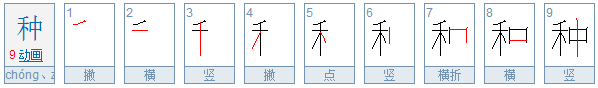 种
9 动画
chóng、z
1 2 3 4 5 6 7 8 9
撇 横 竖 撇 点 竖 横折 横 竖